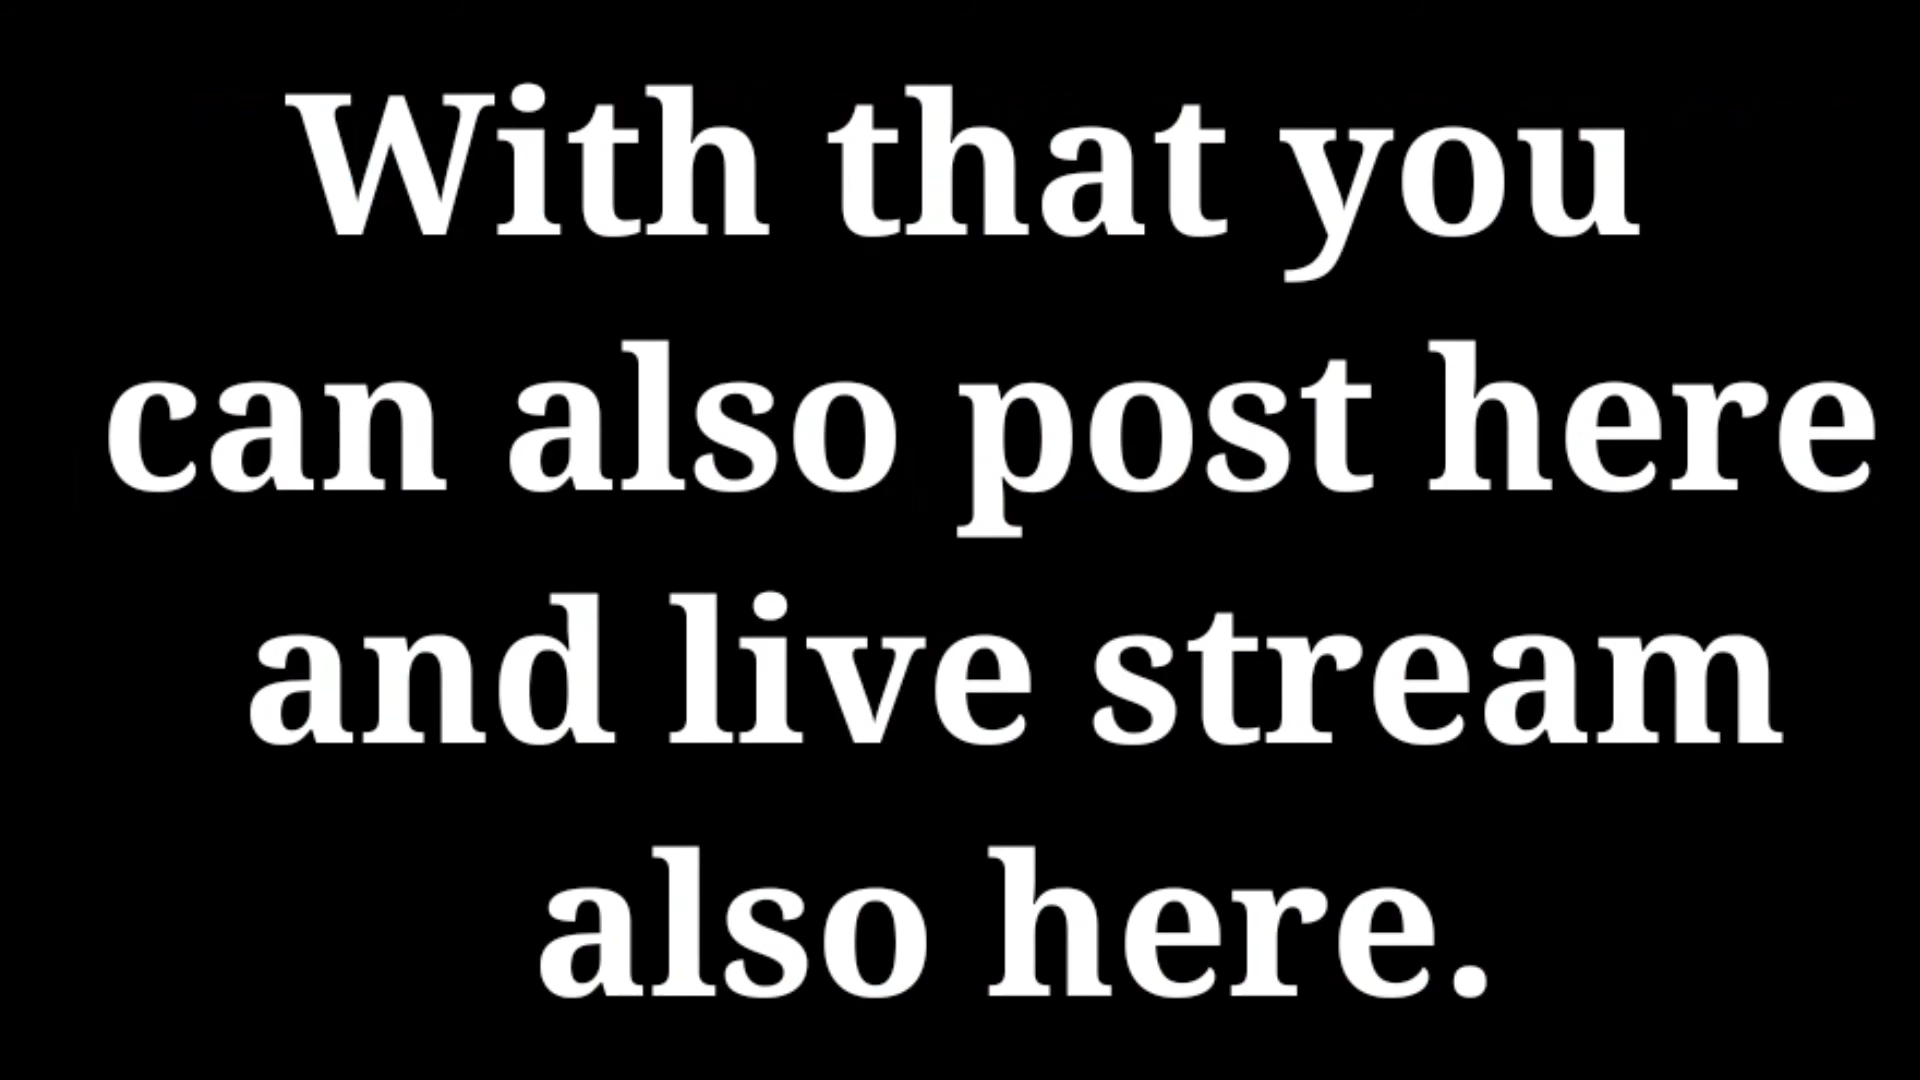 With that you
can also post here
and live stream
also here.